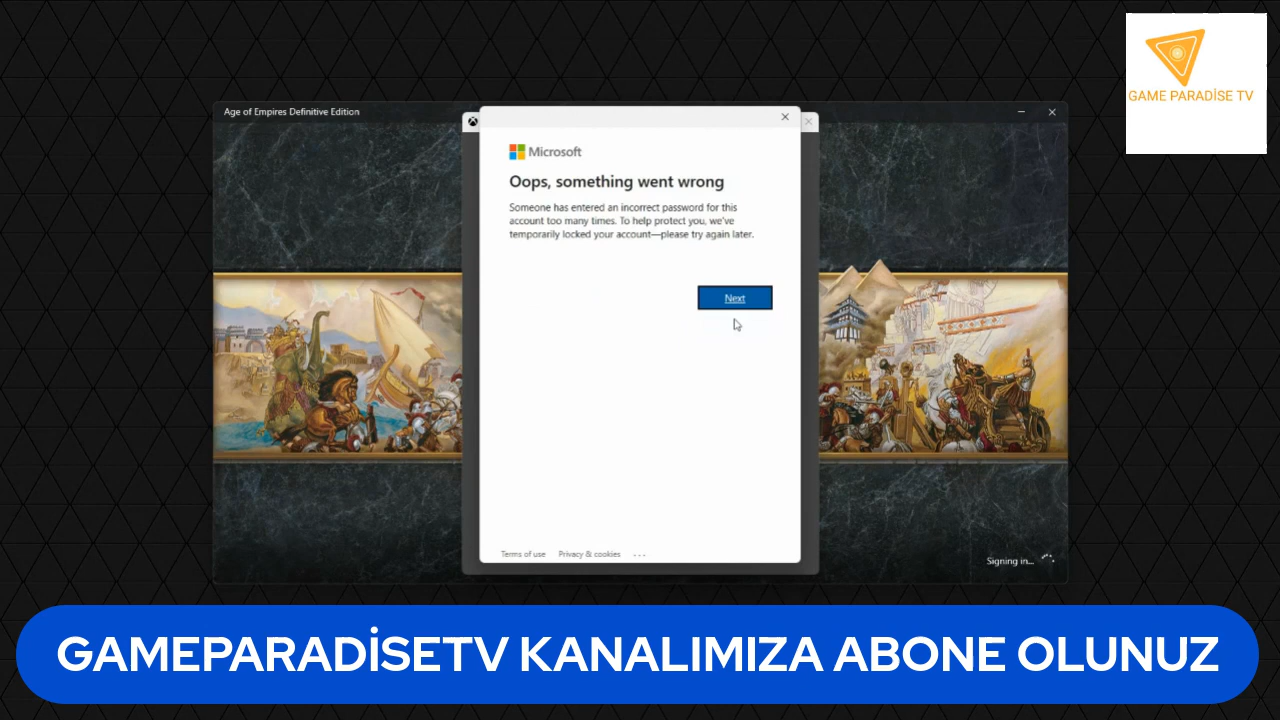 GAME PARADİSE TV
Age of Empires Definitive Edition
Microsoft
Oops, something went wrong
Someone has entered an incorrect password for this
account too many times. To help protect you, we've
temporarily locked your account—please try again later.
Next
Terms of use Privacy & cookies ...
Signing in...
GAMEPARADİSETV KANALIMIZA ABONE OLUNUZ